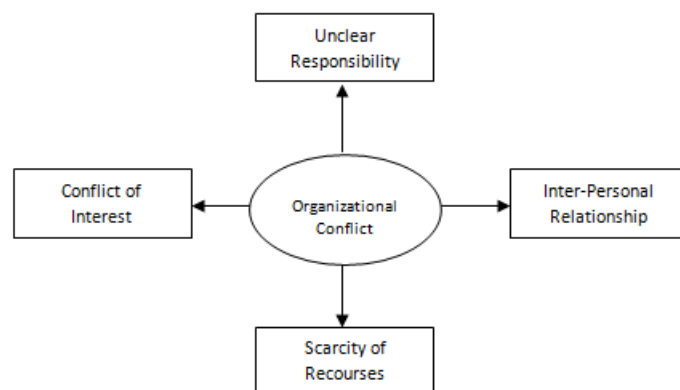 Unclear
Responsibility
Conflict of
Interest
Organizational
Conflict
Inter-Personal
Relationship
Scarcity of
Recourses